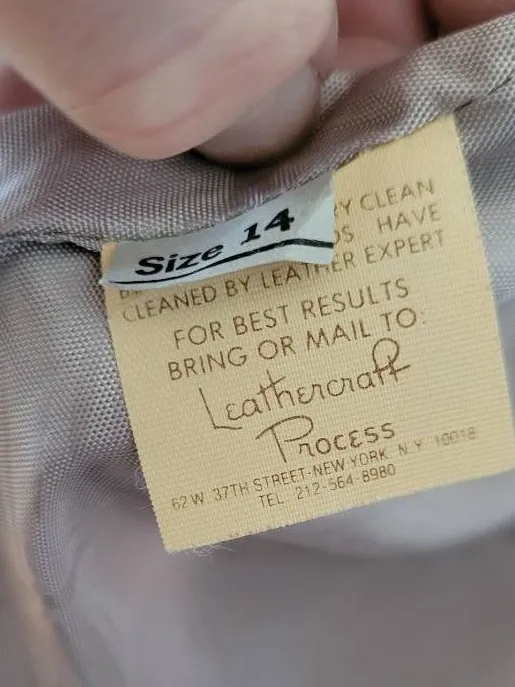 Size 14
Y CLEAN
HAVE
CLEANED BY LEATHER EXPERT
FOR BEST RESULTS
BRING OR MAIL TO:
Leathercraft
Process
62 W. 37TH STREET-NEW YORK N.Y. 10018
TEL. 212-564-8980